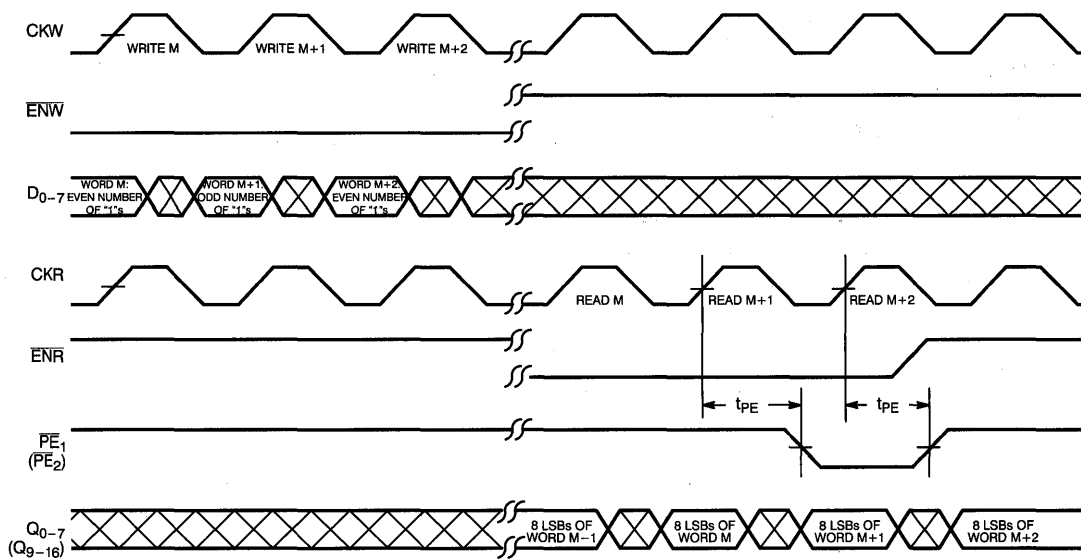 CKW
WRITE M
WRITE M+1
WRITE M+2
ENW
D0–7
WORD M:
EVEN NUMBER
OF "1"s
WORD M+1:
ODD NUMBER
OF "1"s
WORD M+2:
EVEN NUMBER
OF "1"s
CKR
READ M
READ M+1
READ M+2
ENR
tPE
tPE
PE1
(PE2)
Q0–7
(Q9–16)
8 LSBs OF
WORD M–1
8 LSBs OF
WORD M
8 LSBs OF
WORD M+1
8 LSBs OF
WORD M+2